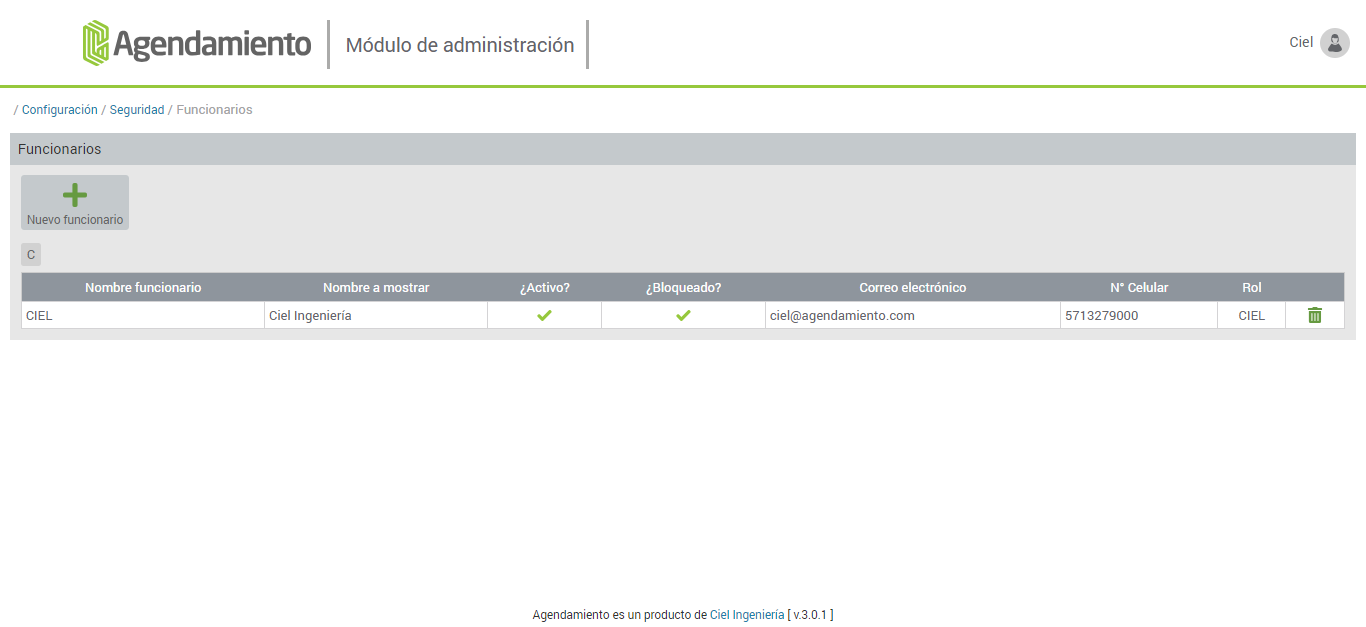 Agendamiento
Módulo de administración
Ciel
/ Configuración / Seguridad / Funcionarios
Funcionarios
Nuevo funcionario
C
Nombre funcionario Nombre a mostrar ¿Activo? ¿Bloqueado? Correo electrónico N° Celular Rol
CIEL Ciel Ingeniería ciel@agendamiento.com 5713279000 CIEL
Agendamiento es un producto de Ciel Ingeniería [ v.3.0.1 ]